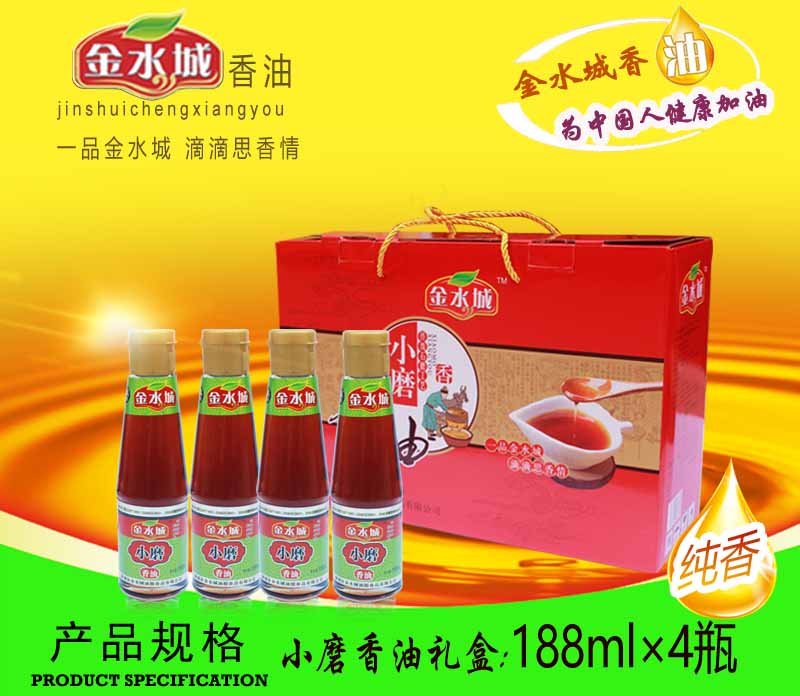 金水城香油
jinshuichengxiangyou
一品金水城 滴滴思香情
金水城香油
为中国人健康加油
金水城 TM
金水城
小磨香油
一品金水城
滴滴思香情
金水城 金水城 金水城 金水城
金水城 金水城 金水城 金水城
小磨 小磨 小磨 小磨
香油 香油 香油 香油
纯香
产品规格 小磨香油礼盒:188ml×4瓶
PRODUCT SPECIFICATION